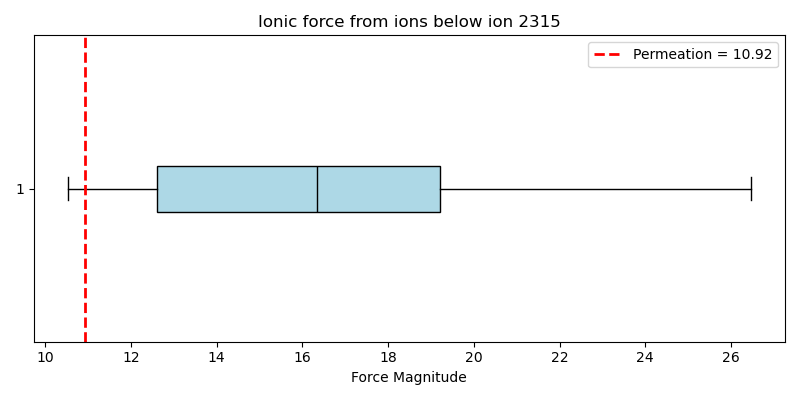 Ionic force from ions below ion 2315
Permeation = 10.92
1
10 12 14 16 18 20 22 24 26
Force Magnitude